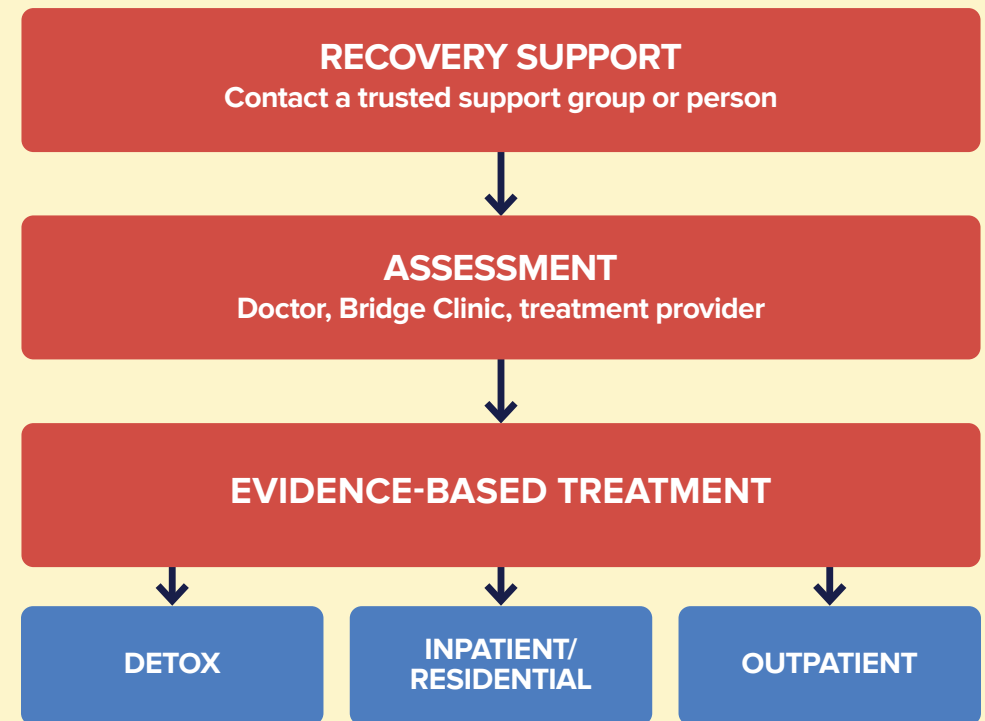 RECOVERY SUPPORT
Contact a trusted support group or person
ASSESSMENT
Doctor, Bridge Clinic, treatment provider
EVIDENCE-BASED TREATMENT
DETOX
INPATIENT/
RESIDENTIAL
OUTPATIENT